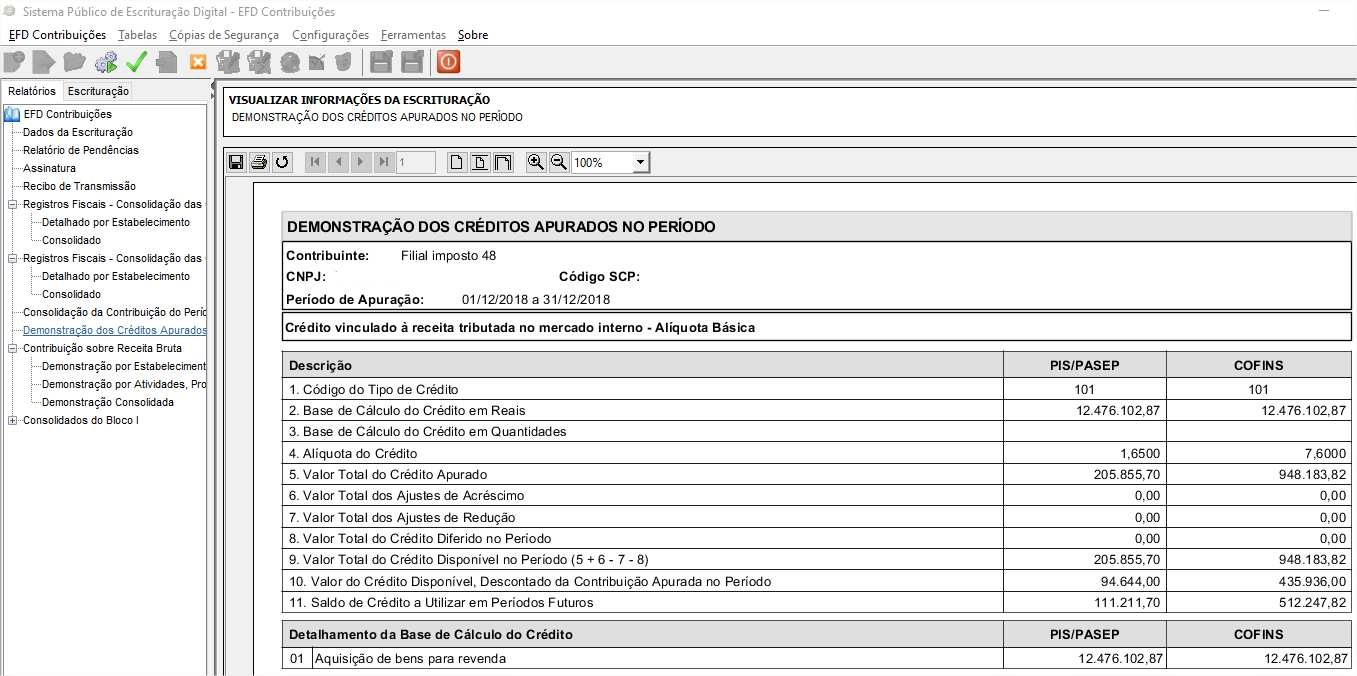 Sistema Público de Escrituração Digital - EFD Contribuições
EFD Contribuições Tabelas Cópias de Segurança Configurações Ferramentas Sobre
Relatórios Escrituração
EFD Contribuições
Dados da Escrituração
Relatório de Pendências
Assinatura
Recibo de Transmissão
Registros Fiscais - Consolidação das
Detalhado por Estabelecimento
Consolidado
Registros Fiscais - Consolidação das
Detalhado por Estabelecimento
Consolidado
Consolidação da Contribuição do Períc
Demonstração dos Créditos Apurados
Contribuição sobre Receita Bruta
Demonstração por Estabeleciment
Demonstração por Atividades, Pro
Demonstração Consolidada
Consolidados do Bloco I
VISUALIZAR INFORMAÇÕES DA ESCRITURAÇÃO
DEMONSTRAÇÃO DOS CRÉDITOS APURADOS NO PERÍODO
1 100%
DEMONSTRAÇÃO DOS CRÉDITOS APURADOS NO PERÍODO
Contribuinte: Filial imposto 48
CNPJ: Código SCP:
Período de Apuração: 01/12/2018 a 31/12/2018
Crédito vinculado à receita tributada no mercado interno - Alíquota Básica
Descrição PIS/PASEP COFINS
1. Código do Tipo de Crédito 101 101
2. Base de Cálculo do Crédito em Reais 12.476.102,87 12.476.102,87
3. Base de Cálculo do Crédito em Quantidades
4. Alíquota do Crédito 1,6500 7,6000
5. Valor Total do Crédito Apurado 205.855,70 948.183,82
6. Valor Total dos Ajustes de Acréscimo 0,00 0,00
7. Valor Total dos Ajustes de Redução 0,00 0,00
8. Valor Total do Crédito Diferido no Período 0,00 0,00
9. Valor Total do Crédito Disponível no Período (5 + 6 - 7 - 8) 205.855,70 948.183,82
10. Valor do Crédito Disponível, Descontado da Contribuição Apurada no Período 94.644,00 435.936,00
11. Saldo de Crédito a Utilizar em Períodos Futuros 111.211,70 512.247,82
Detalhamento da Base de Cálculo do Crédito PIS/PASEP COFINS
01 Aquisição de bens para revenda 12.476.102,87 12.476.102,87